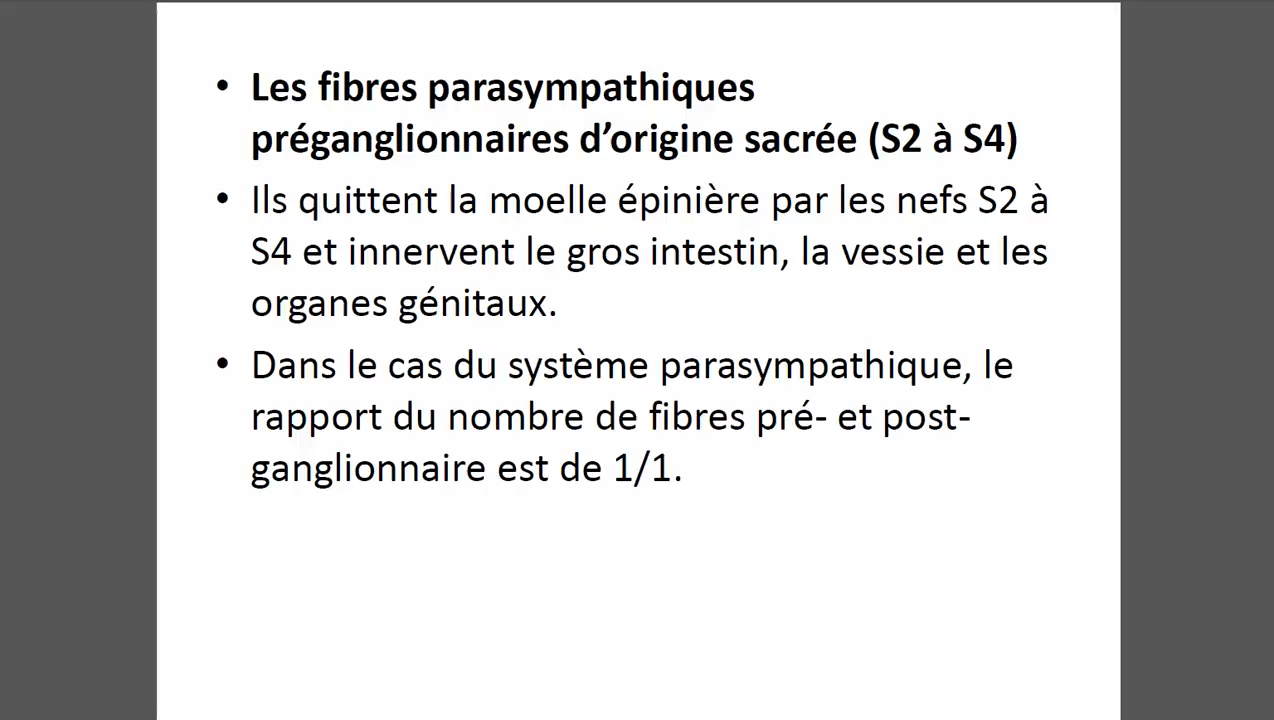 • Les fibres parasympathiques
préganglionnaires d’origine sacrée (S2 à S4)
• Ils quittent la moelle épinière par les nefs S2 à
S4 et innervent le gros intestin, la vessie et les
organes génitaux.
• Dans le cas du système parasympathique, le
rapport du nombre de fibres pré- et post-
ganglionnaire est de 1/1.